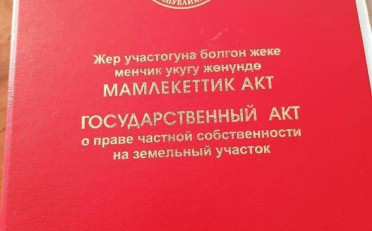 Жер участогуна болгон жеке
менчик укугу жөнүндө
МАМЛЕКЕТТИК АКТ
ГОСУДАРСТВЕННЫЙ АКТ
о праве частной собственности
на земельный участок